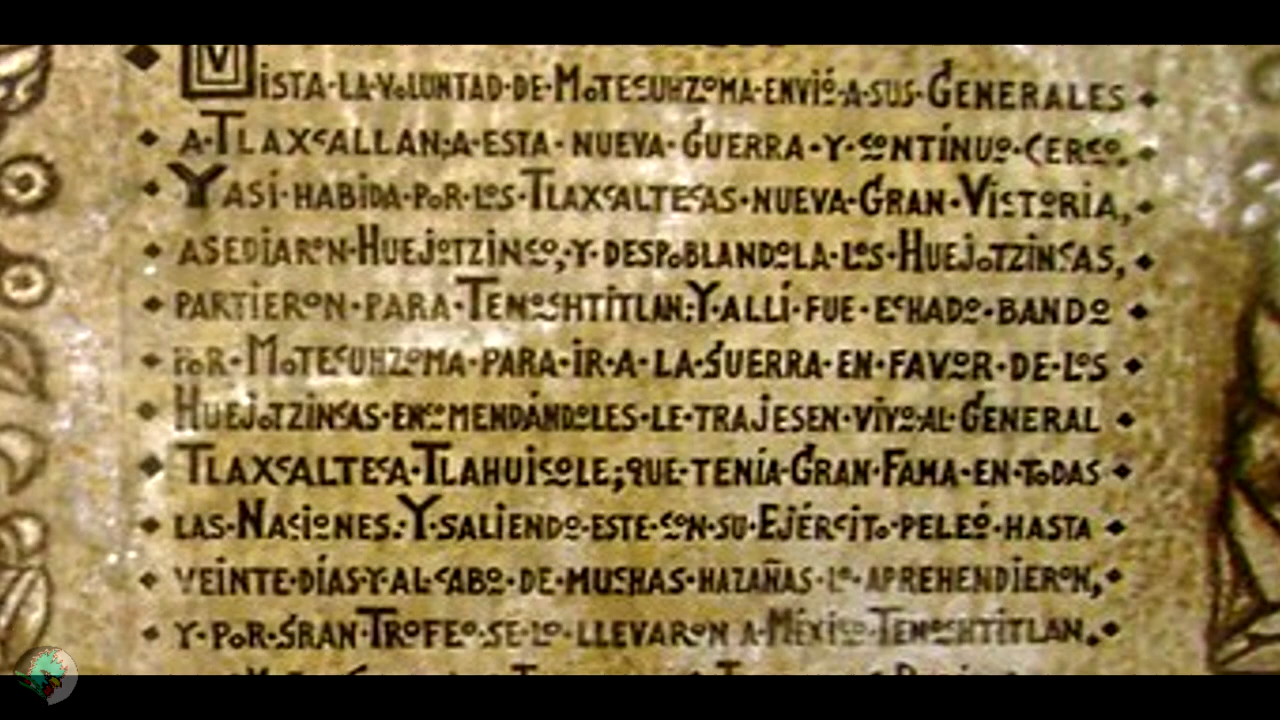 VISTA·LA·VOLUNTAD·DE·MOTECUHZOMA·ENVIÓ·A·SUS·GENERALES
A·TLAXCALLAN;A·ESTA·NUEVA·GUERRA·Y·CONTÍNUO·CERCO.
Y ASÍ·HABIDA·POR·LOS·TLAXCALTECAS·NUEVA·GRAN·VICTORIA,
ASEDIARON·HUEJOTZINCO,·Y·DESPOBLANDOLA·LOS·HUEJOTZINCAS,
PARTIERON·PARA·TENOCHTITLAN:Y·ALLÍ·FUE·ECHADO·BANDO
POR·MOTECUHZOMA·PARA·IR·A·LA·GUERRA·EN·FAVOR·DE·LOS
HUEJOTZINCAS·ENCOMENDÁNDOLES·LE·TRAJESEN·VIVO·AL·GENERAL
TLAXCALTECA·TLAHUICOLE;QUE·TENÍA·GRAN·FAMA·EN·TODAS
LAS·NACIONES:·Y·SALIENDO·ESTE·CON·SU·EJÉRCITO·PELEÓ·HASTA
VEINTE·DÍAS·Y·AL·CABO·DE·MUCHAS·HAZAÑAS·LO·APREHENDIERON,
Y·POR·GRAN·TROFEO·SE·LO·LLEVARON A·MÉXICO·TENOCHTITLAN.